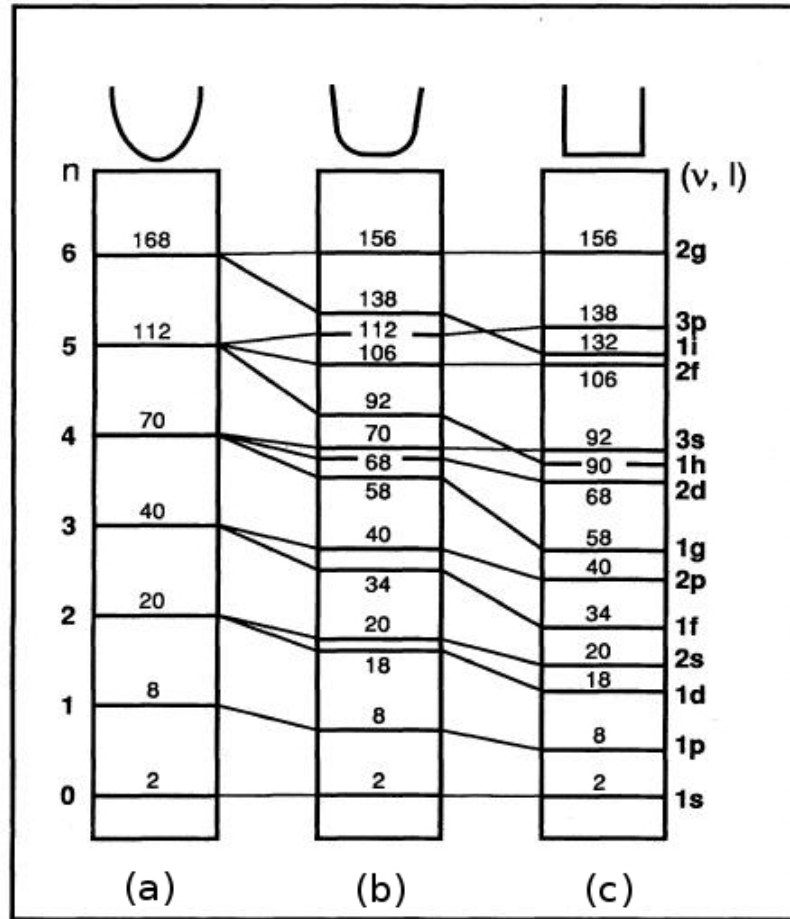 n (ν, l)
6 168 156 156 2g
138 138 3p
5 112 112 132 1i
106 106 2f
92 92 3s
4 70 70 90 1h
68 68 2d
58 58 1g
3 40 40 40 2p
34 34 1f
2 20 20 20 2s
18 18 1d
1 8 8 8 1p
0 2 2 2 1s
(a) (b) (c)